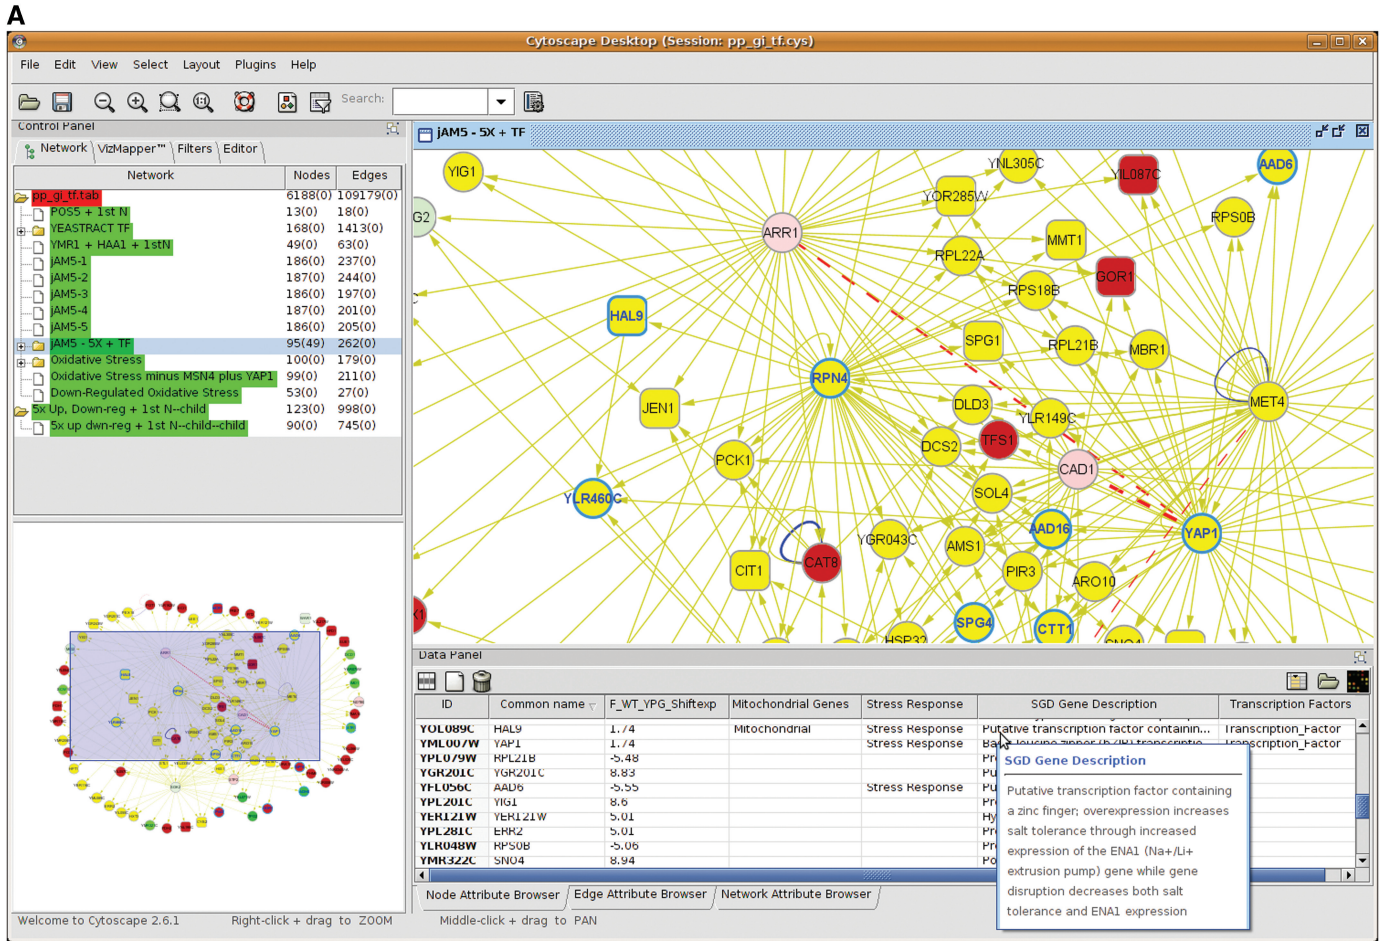 A
Cytoscape Desktop (Session: pp_gi_tf.cys)
File Edit View Select Layout Plugins Help
Search:
Control Panel
Network VizMapper™ Filters Editor
Network Nodes Edges
pp_gi_tf.tab 6188(0) 109179(0)
POS5 + 1st N 13(0) 18(0)
YEASTRACT TF 168(0) 1413(0)
YMR1 + HAA1 + 1stN 49(0) 63(0)
jAM5-1 186(0) 237(0)
jAM5-2 187(0) 244(0)
jAM5-3 186(0) 197(0)
jAM5-4 187(0) 201(0)
jAM5-5 186(0) 205(0)
jAM5 - 5X + TF 95(49) 262(0)
Oxidative Stress 100(0) 179(0)
Oxidative Stress minus MSN4 plus YAP1 99(0) 211(0)
Down-Regulated Oxidative Stress 53(0) 27(0)
5x Up, Down-reg + 1st N--child 123(0) 998(0)
5x up dwn-reg + 1st N--child--child 90(0) 745(0)
jAM5 - 5X + TF
YIG1
YNL305C
YIL087C
AAD6
YOR285W
G2
RPS0B
ARR1
MMT1
RPL22A
GOR1
RPS18B
HAL9
SPG1
RPL21B
MBR1
RPN4
MET4
JEN1
DLD3
YLR149C
TFS1
DCS2
PCK1
CAD1
YLR460C
SOL4
AAD16
YAP1
YGR043C
AMS1
CIT1
CAT8
PIR3
ARO10
SPG4
CTT1
HSP32
SNO4
Data Panel
ID Common name F_WT_YPG_Shiftexp Mitochondrial Genes Stress Response SGD Gene Description Transcription Factors
YOL089C HAL9 1.74 Mitochondrial Putative transcription factor containin... Transcription_Factor
YML007W YAP1 1.74 Stress Response Transcription_Factor
YPL079W RPL21B -5.48
YGR201C YGR201C 8.83
YFL056C AAD6 -5.55 Stress Response
YPL201C YIG1 8.6
YER121W YER121W 5.01
YPL281C ERR2 5.01
YLR048W RPS0B -5.06
YMR322C SNO4 8.94
SGD Gene Description
Putative transcription factor containing
a zinc finger; overexpression increases
salt tolerance through increased
expression of the ENA1 (Na+/Li+
extrusion pump) gene while gene
disruption decreases both salt
tolerance and ENA1 expression
Node Attribute Browser Edge Attribute Browser Network Attribute Browser
Welcome to Cytoscape 2.6.1 Right-click + drag to ZOOM Middle-click + drag to PAN